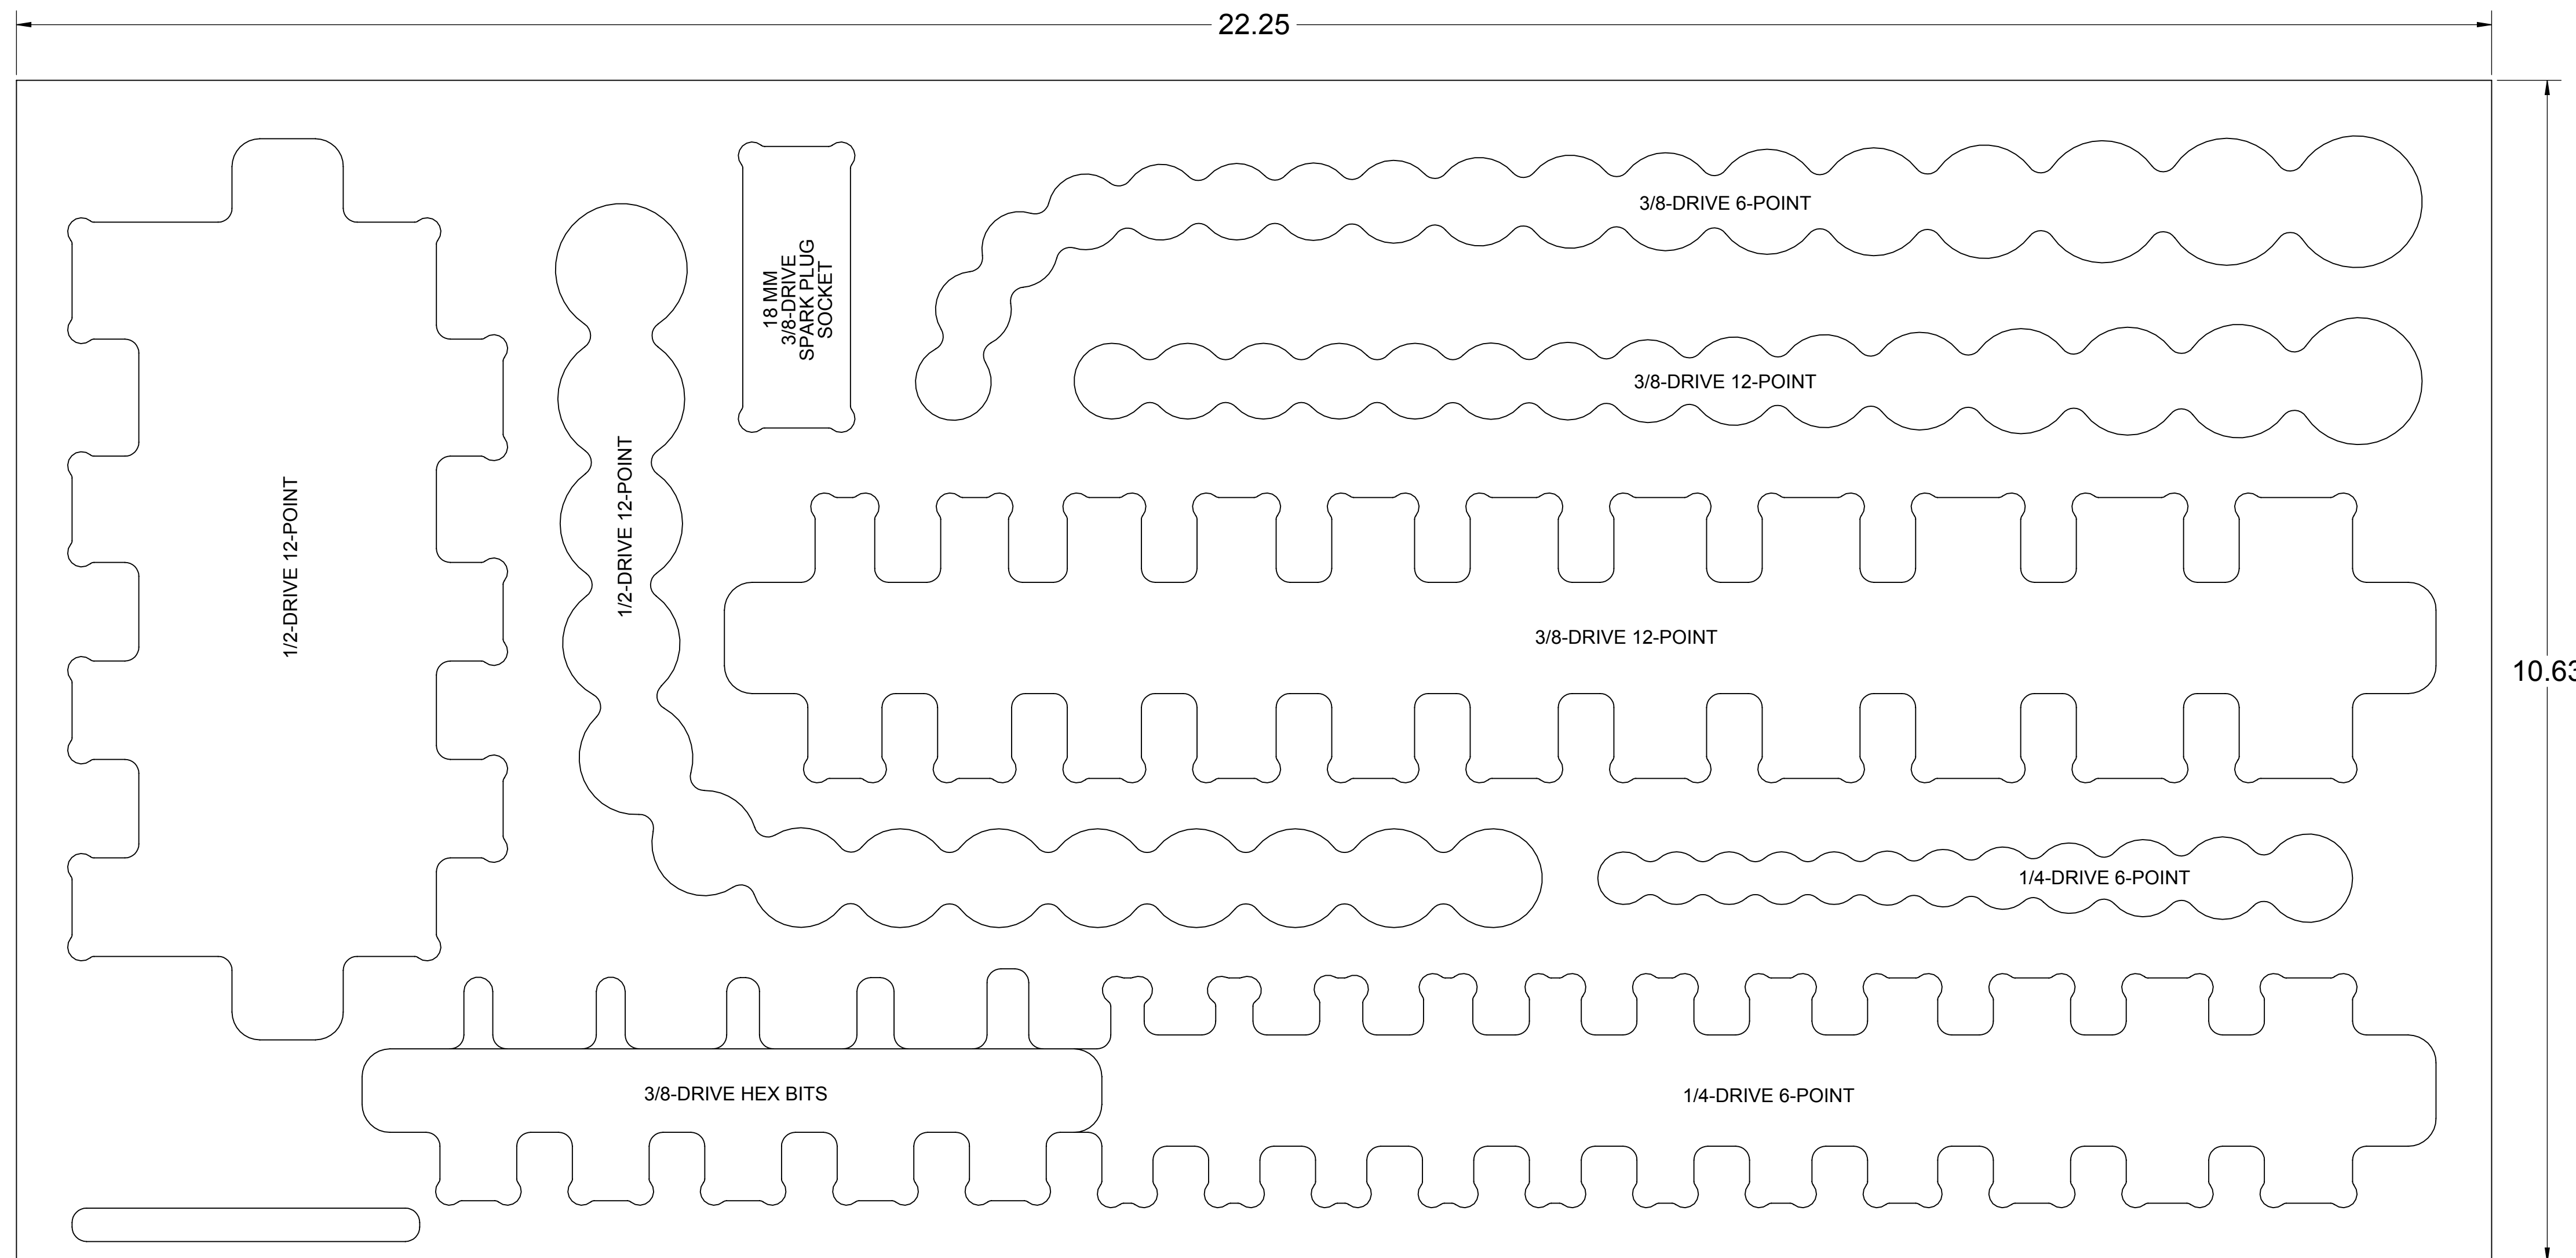 22.25
3/8-DRIVE 6-POINT
18 MM
3/8-DRIVE
SPARK PLUG
SOCKET
3/8-DRIVE 12-POINT
1/2-DRIVE 12-POINT
1/2-DRIVE 12-POINT
3/8-DRIVE 12-POINT
10.63
1/4-DRIVE 6-POINT
3/8-DRIVE HEX BITS
1/4-DRIVE 6-POINT